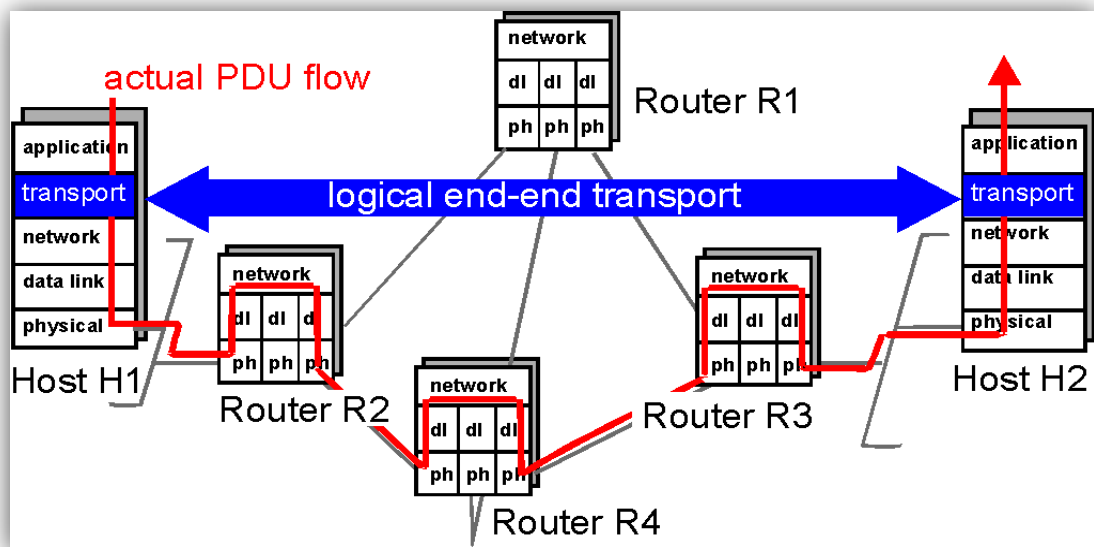 network
dl dl dl
ph ph ph
Router R1
actual PDU flow
application
transport
network
data link
physical
Host H1
logical end-end transport
application
transport
network
data link
physical
Host H2
network
dl dl d
ph ph ph
Router R2
network
dl dl dl
ph ph ph
Router R3
network
dl dl dl
ph ph ph
Router R4